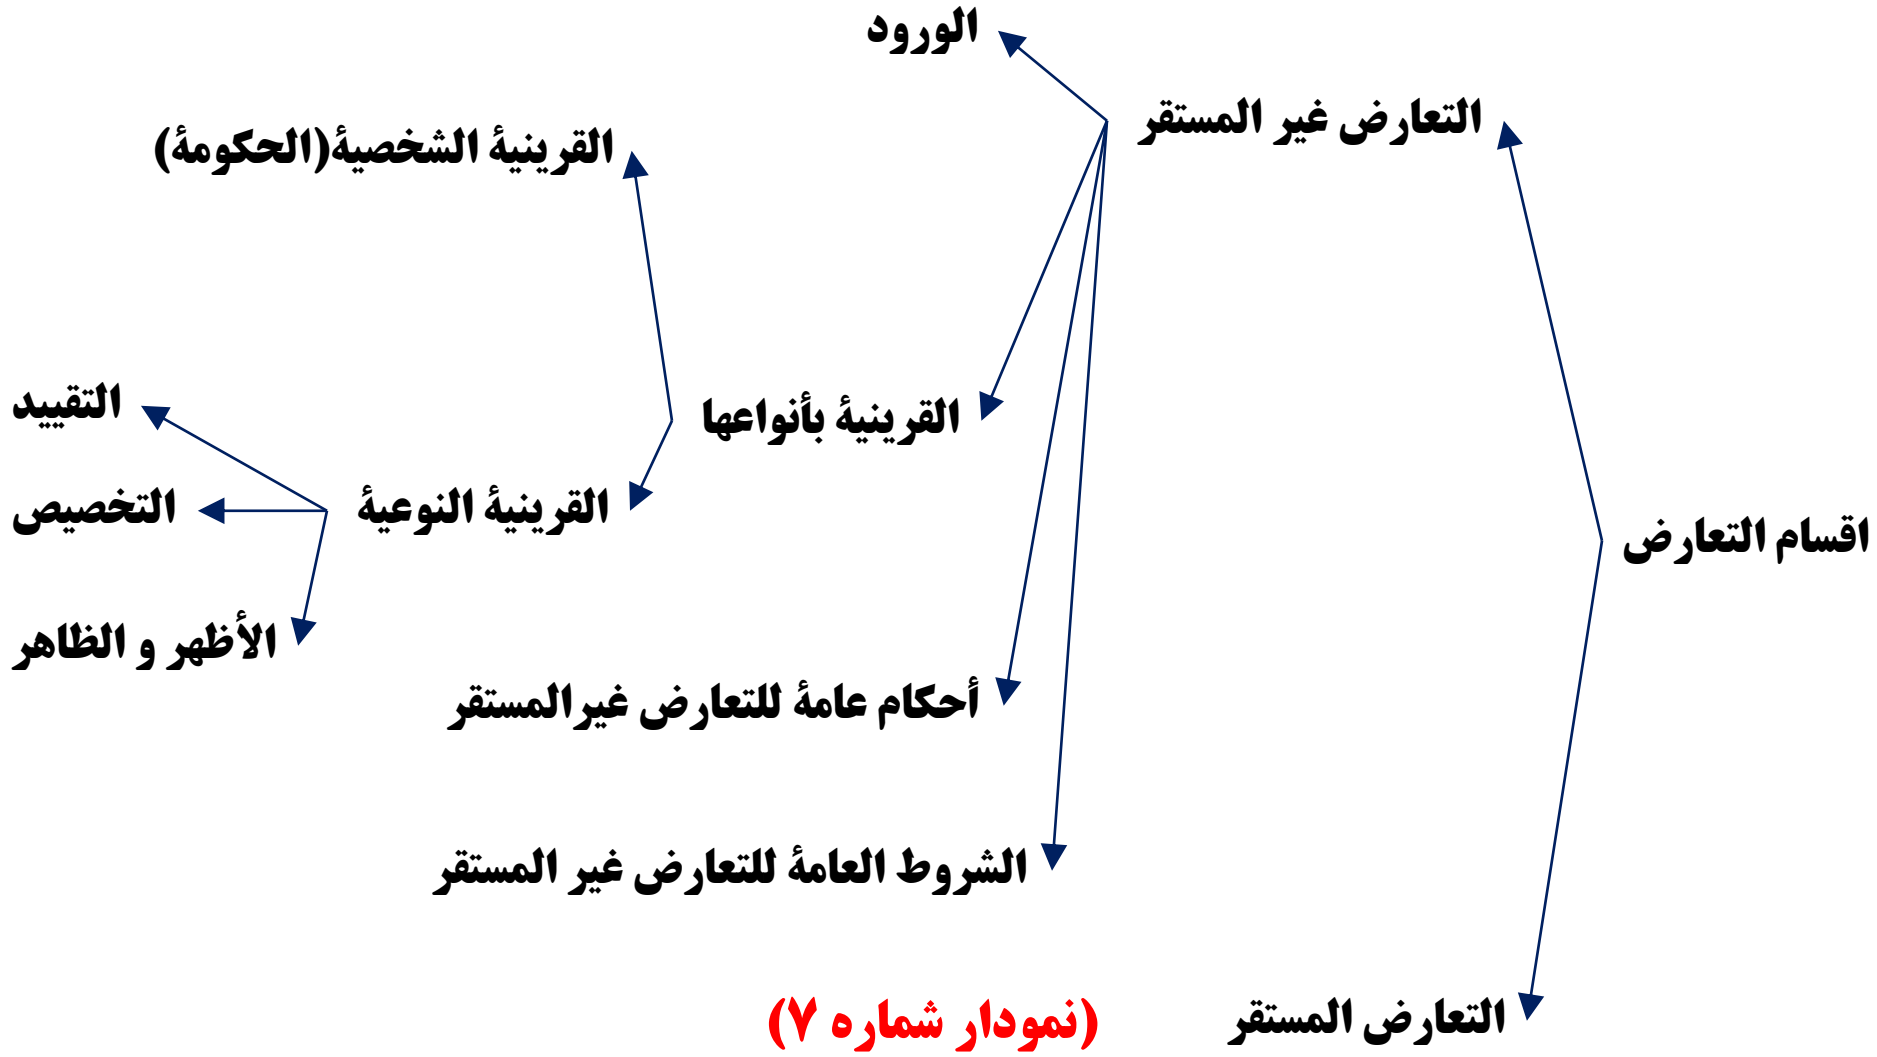 الورود
التعارض غير المستقر
القرينيۀ الشخصيۀ(الحكومۀ)
التقييد
القرينيۀ بأنواعها
القرينيۀ النوعيۀ
التخصيص
اقسام التعارض
الأظهر و الظاهر
أحكام عامۀ للتعارض غيرالمستقر
الشروط العامۀ للتعارض غير المستقر
التعارض المستقر
(نمودار شماره ۷)